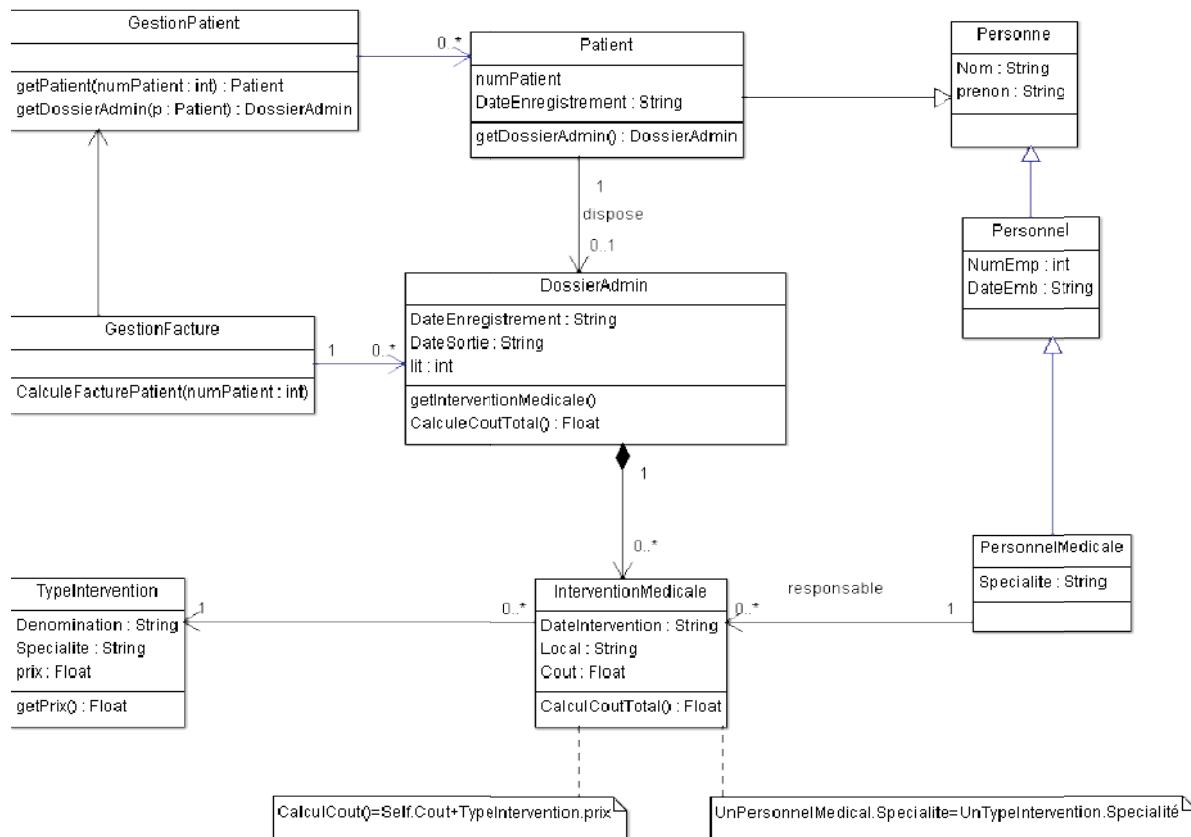 GestionPatient
getPatient(numPatient : int) : Patient
getDossierAdmin(p : Patient) : DossierAdmin
0..*
Patient
numPatient
DateEnregistrement : String
getDossierAdmin() : DossierAdmin
Personne
Nom : String
prenon : String
1
dispose
0..1
Personnel
NumEmp : int
DateEmb : String
GestionFacture
CalculeFacturePatient(numPatient : int)
1
0..*
DossierAdmin
DateEnregistrement : String
DateSortie : String
lit : int
getInterventionMedicale()
CalculeCoutTotal() : Float
1
0..*
PersonnelMedicale
Specialite : String
TypeIntervention
Denomination : String
Specialite : String
prix : Float
getPrix() : Float
1
0..*
InterventionMedicale
DateIntervention : String
Local : String
Cout : Float
CalculCoutTotal() : Float
responsable
0..*
1
CalculCout()=Self.Cout+TypeIntervention.prix
UnPersonnelMedical.Specialite=UnTypeIntervention.Specialité